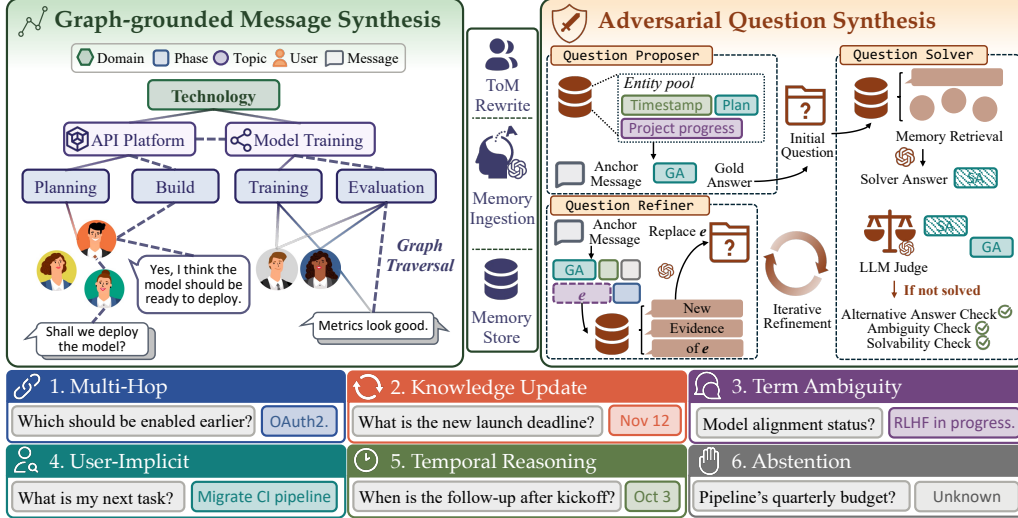 Graph-grounded Message Synthesis
Domain Phase Topic User Message
Technology
API Platform
Model Training
Planning
Build
Training
Evaluation
Graph
Traversal
Yes, I think the
model should be
ready to deploy.
Shall we deploy
the model?
Metrics look good.
ToM
Rewrite
Memory
Ingestion
Memory
Store
Adversarial Question Synthesis
Question Proposer
Entity pool
Timestamp
Plan
Project progress
Anchor
Message
GA
Gold
Answer
Initial
Question
Question Refiner
Anchor
Message
Replace e
GA
e
New
Evidence
of e
Iterative
Refinement
Question Solver
Memory Retrieval
Solver Answer
SA
SA
GA
LLM Judge
If not solved
Alternative Answer Check
Ambiguity Check
Solvability Check
1. Multi-Hop
Which should be enabled earlier?
OAuth2.
2. Knowledge Update
What is the new launch deadline?
Nov 12
3. Term Ambiguity
Model alignment status?
RLHF in progress.
4. User-Implicit
What is my next task?
Migrate CI pipeline
5. Temporal Reasoning
When is the follow-up after kickoff?
Oct 3
6. Abstention
Pipeline's quarterly budget?
Unknown